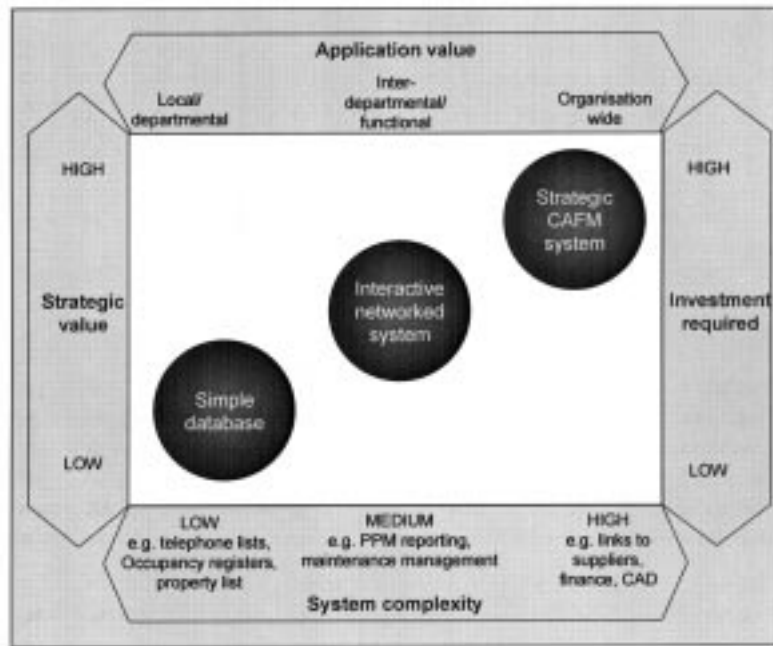 Application value
Local/
departmental
Inter-
departmental/
functional
Organisation
wide
HIGH
Strategic
value
LOW
Strategic
CAFM
system
Interactive
networked
system
Simple
database
HIGH
Investment
required
LOW
LOW
e.g. telephone lists,
Occupancy registers,
property list
MEDIUM
e.g. PPM reporting,
maintenance management
HIGH
e.g. links to
suppliers,
finance, CAD
System complexity